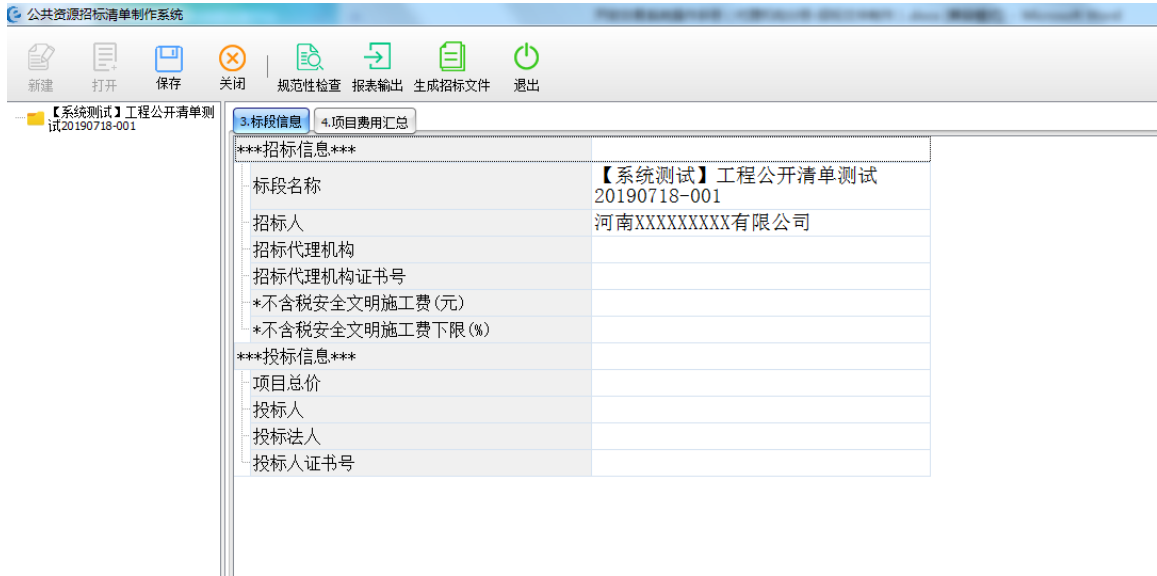 公共资源招标清单制作系统
新建 打开 保存 关闭 规范性检查 报表输出 生成招标文件 退出
【系统测试】工程公开清单测
试20190718-001
3.标段信息 4.项目费用汇总
***招标信息***
标段名称 【系统测试】工程公开清单测试
20190718-001
招标人 河南XXXXXXXXX有限公司
招标代理机构
招标代理机构证书号
*不含税安全文明施工费(元)
*不含税安全文明施工费下限(%)
***投标信息***
项目总价
投标人
投标法人
投标人证书号